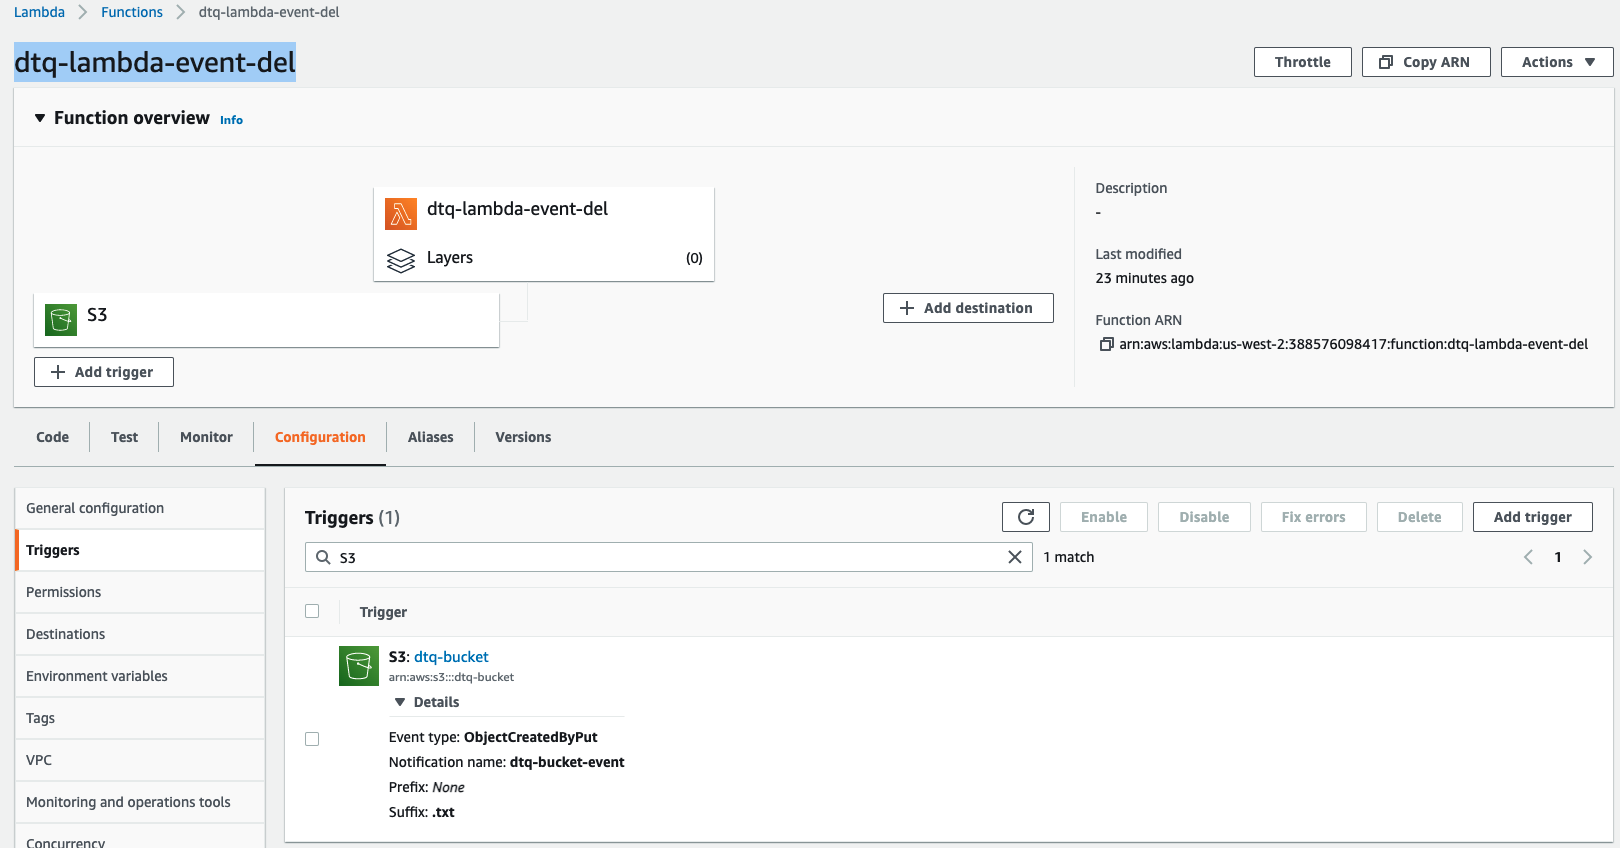 Lambda > Functions > dtq-lambda-event-del
dtq-lambda-event-del
Throttle
Copy ARN
Actions ▼
▼ Function overview Info
dtq-lambda-event-del
Layers (0)
S3
+ Add trigger
+ Add destination
Description
-
Last modified
23 minutes ago
Function ARN
arn:aws:lambda:us-west-2:388576098417:function:dtq-lambda-event-del
Code
Test
Monitor
Configuration
Aliases
Versions
General configuration
Triggers
Permissions
Destinations
Environment variables
Tags
VPC
Monitoring and operations tools
Concurrency
Triggers (1)
Enable
Disable
Fix errors
Delete
Add trigger
S3
1 match
< 1 >
Trigger
S3: dtq-bucket
arn:aws:s3:::dtq-bucket
▼ Details
Event type: ObjectCreatedByPut
Notification name: dtq-bucket-event
Prefix: None
Suffix: .txt